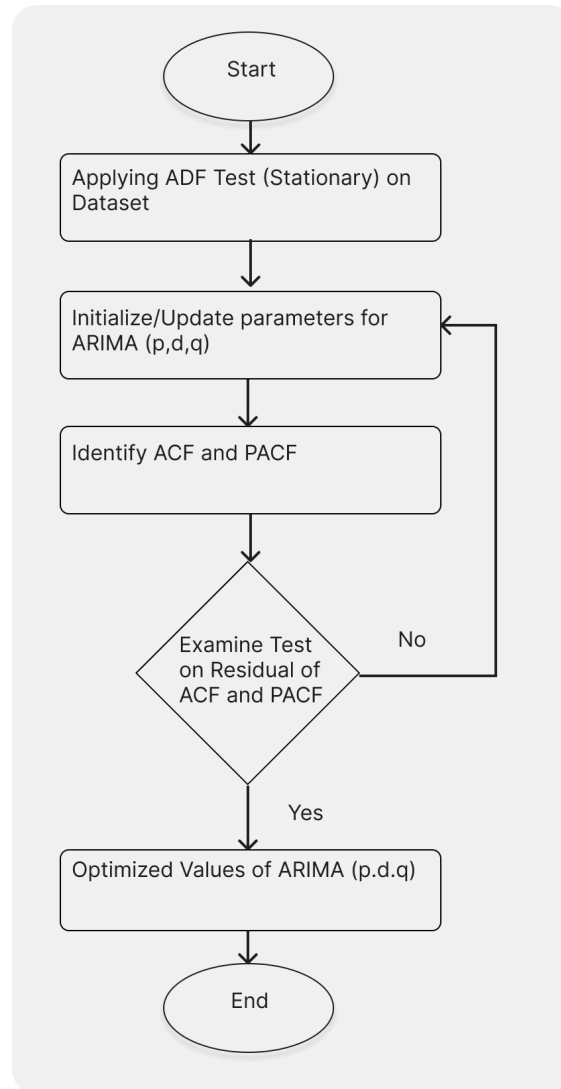 Start
Applying ADF Test (Stationary) on
Dataset
Initialize/Update parameters for
ARIMA (p,d,q)
Identify ACF and PACF
Examine Test
on Residual of
ACF and PACF
No
Yes
Optimized Values of ARIMA (p.d.q)
End